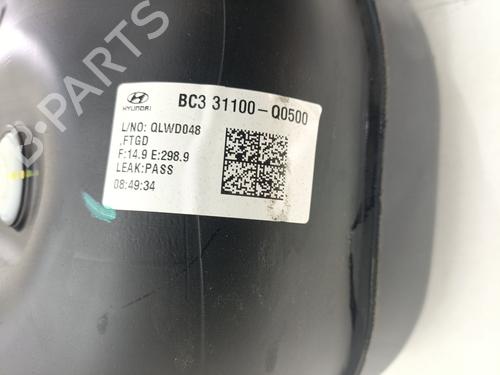 HYUNDAI
BC3 31100-Q0500
L/NO: QLWD048
.FTGD
F:14.9 E:298.9
LEAK:PASS
08:49:34
B-PARTS